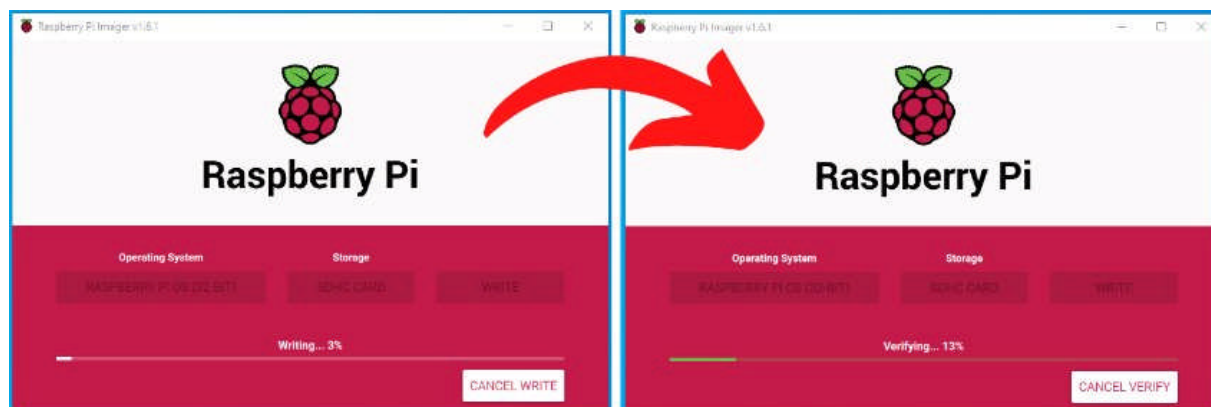 Raspberry Pi Imager v1.6.1
Raspberry Pi
Operating System
Storage
RASPBERRY PI OS (32-BIT)
SDHC CARD
WRITE
Writing... 3%
CANCEL WRITE
Raspberry Pi Imager v1.6.1
Raspberry Pi
Operating System
Storage
RASPBERRY PI OS (32-BIT)
SDHC CARD
WRITE
Verifying... 13%
CANCEL VERIFY